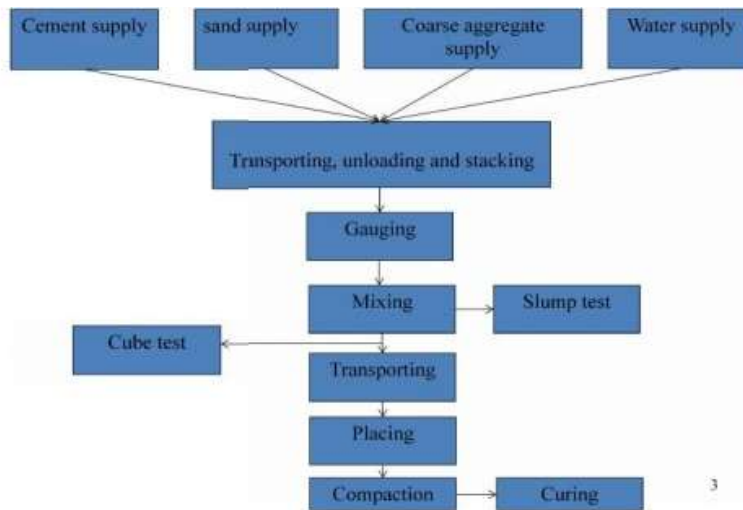 Cement supply
sand supply
Coarse aggregate
supply
Water supply
Transporting, unloading and stacking
Gauging
Mixing
Slump test
Cube test
Transporting
Placing
Compaction
Curing
3